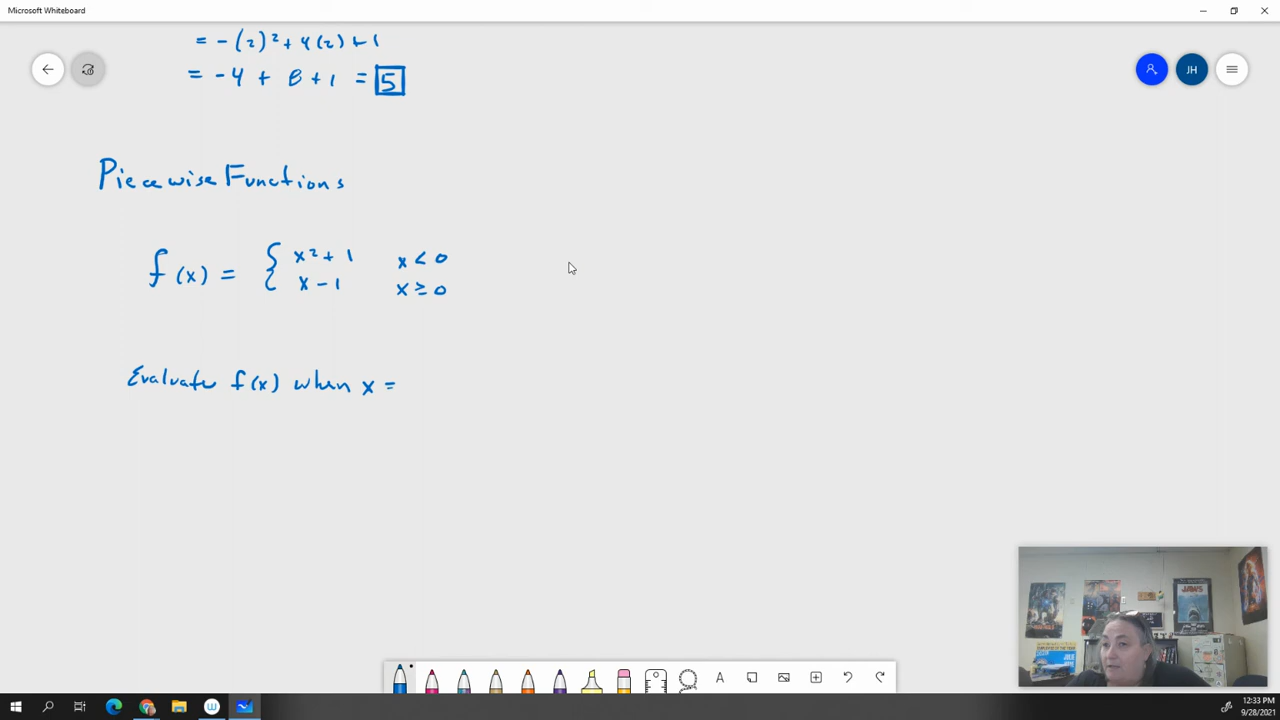 Microsoft Whiteboard
= -(2)² + 4(2) + 1
= -4 + 8 + 1 = 5
JH
Piecewise Functions
f(x) = { x² + 1 x < 0
x - 1 x ≥ 0
Evaluate f(x) when x =
JAWS
A
12:33 PM
9/28/2021